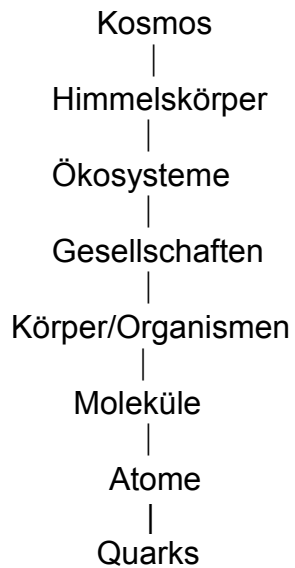 Kosmos
Himmelskörper
Ökosysteme
Gesellschaften
Körper/Organismen
Moleküle
Atome
Quarks